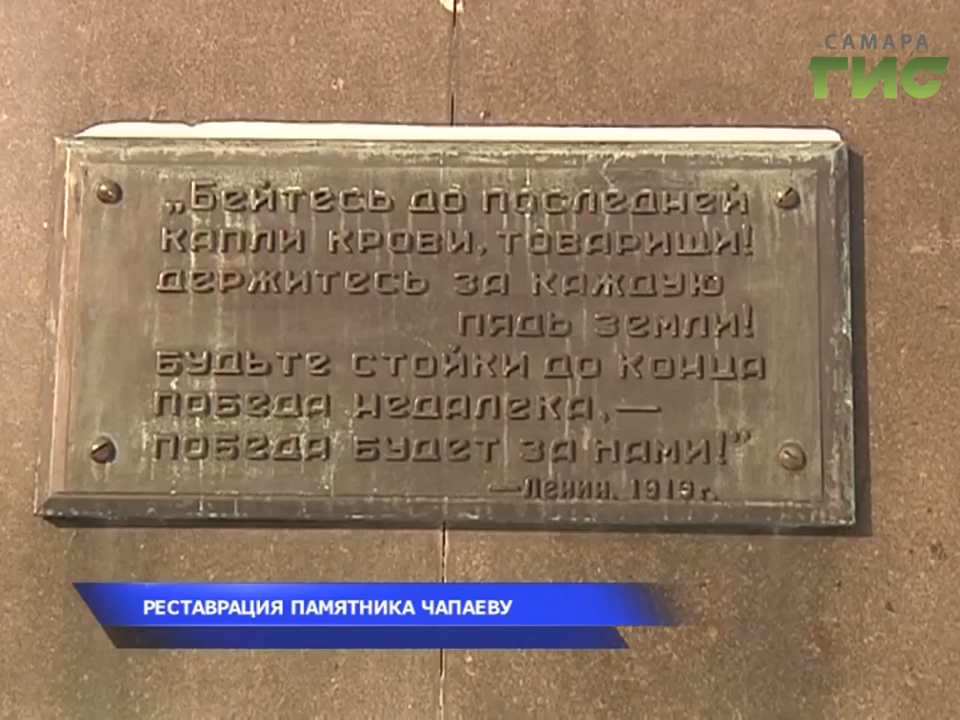 САМАРА
ГИС
„Бейтесь до последней
капли крови, товарищи!
держитесь за каждую
пядь земли!
будьте стойки до конца
победа недалека,—
победа будет за нами!”
—Ленин. 1919 г.
РЕСТАВРАЦИЯ ПАМЯТНИКА ЧАПАЕВУ